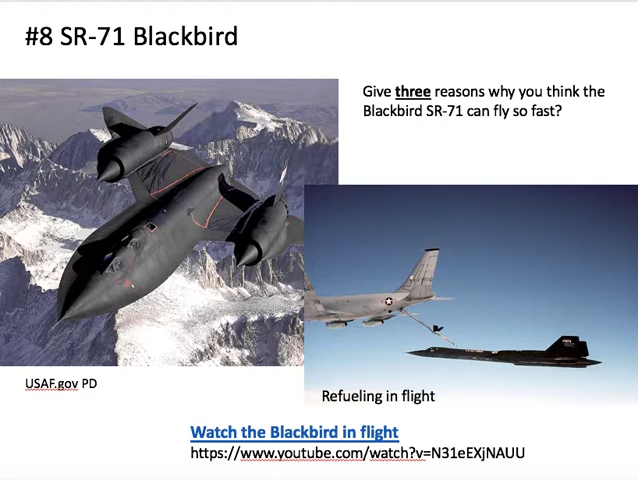 #8 SR-71 Blackbird
Give three reasons why you think the
Blackbird SR-71 can fly so fast?
USAF.gov PD
Refueling in flight
Watch the Blackbird in flight
https://www.youtube.com/watch?v=N31eEXjNAUU